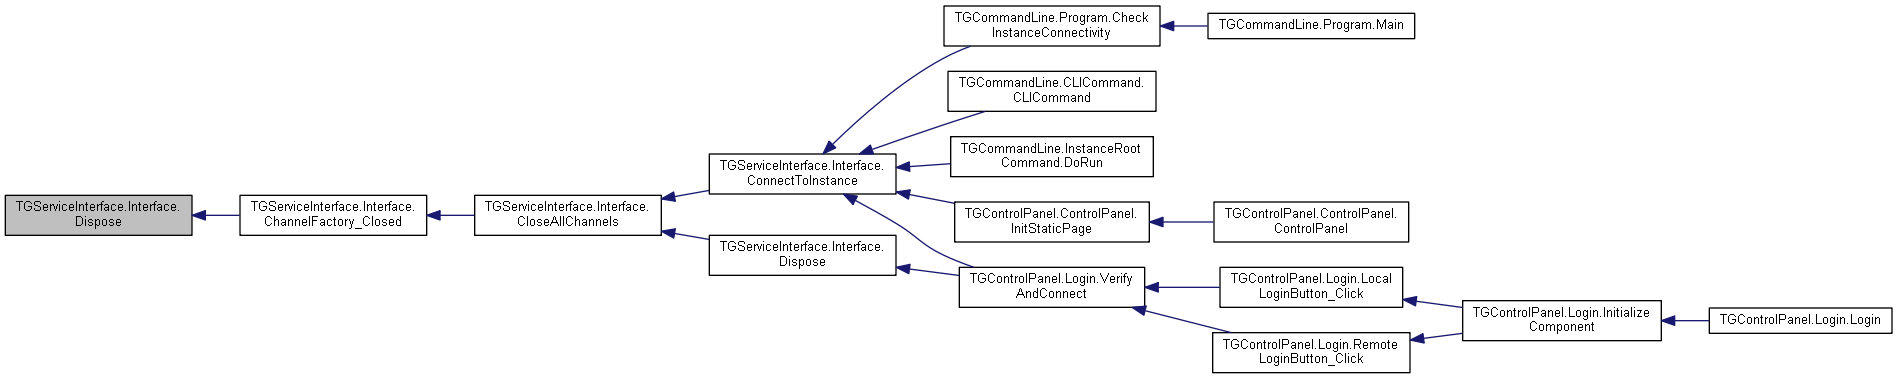 TGServiceInterface.Interface.
Dispose
TGServiceInterface.Interface.
ChannelFactory_Closed
TGServiceInterface.Interface.
CloseAllChannels
TGServiceInterface.Interface.
ConnectToInstance
TGServiceInterface.Interface.
Dispose
TGCommandLine.Program.Check
InstanceConnectivity
TGCommandLine.CLICommand.
CLICommand
TGCommandLine.InstanceRoot
Command.DoRun
TGControlPanel.ControlPanel.
InitStaticPage
TGControlPanel.Login.Verify
AndConnect
TGCommandLine.Program.Main
TGControlPanel.ControlPanel.
ControlPanel
TGControlPanel.Login.Local
LoginButton_Click
TGControlPanel.Login.Remote
LoginButton_Click
TGControlPanel.Login.Initialize
Component
TGControlPanel.Login.Login